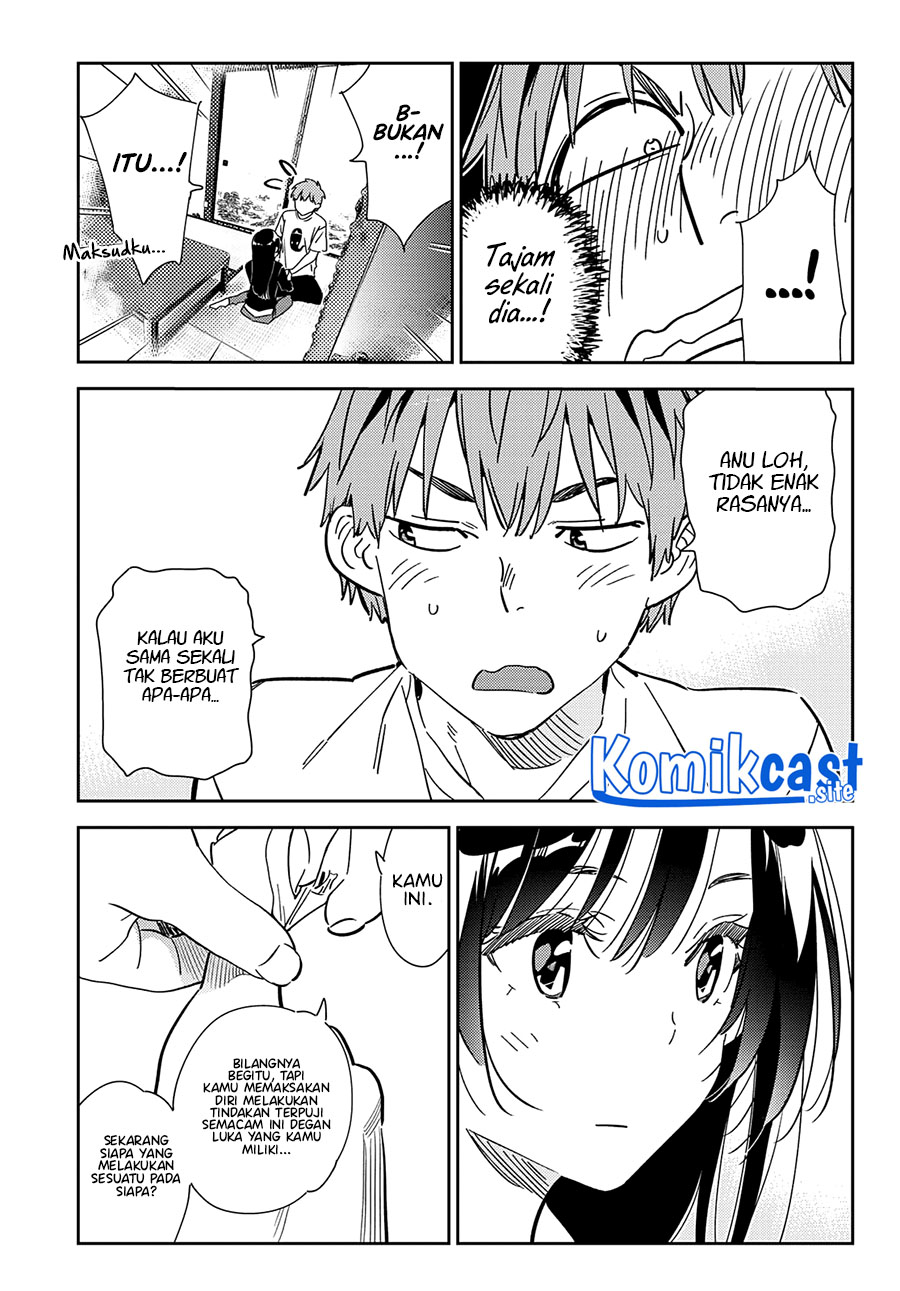 ....!
Tajam
sekali
dia...!
B-
BUKAN
...!
ITU...!
Maksudku...
ANU LOH,
TIDAK ENAK
RASANYA...
KALAU AKU
SAMA SEKALI
TAK BERBUAT
APA-APA...
Komikcast
.site
KAMU
INI.
BILANGNYA
BEGITU, TAPI
KAMU MEMAKSAKAN
DIRI MELAKUKAN
TINDAKAN TERPUJI
SEMACAM INI DEGAN
LUKA YANG KAMU
MILIKI...
SEKARANG
SIAPA YANG
MELAKUKAN
SESUATU PADA
SIAPA?